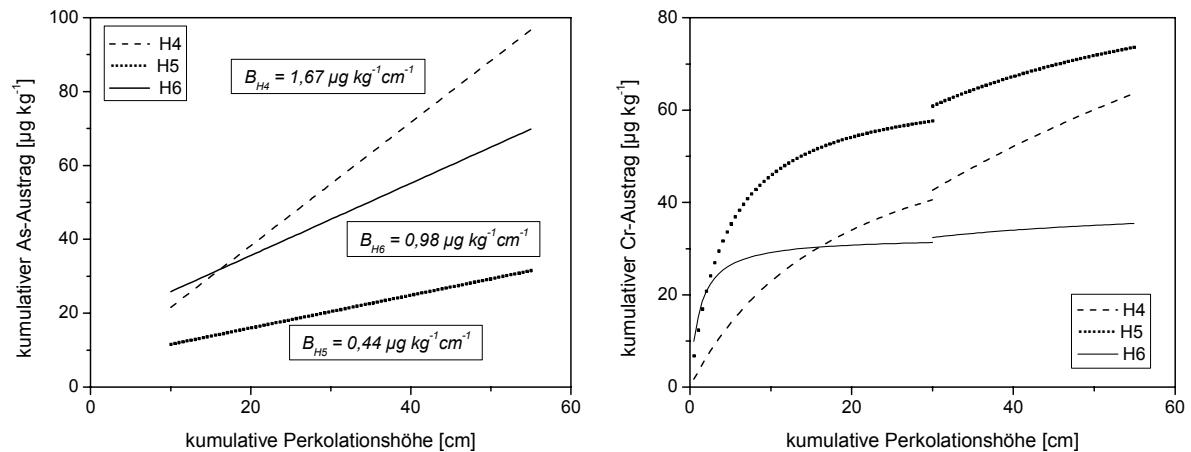 100
80
60
40
20
0
kumulativer As-Austrag [µg kg⁻¹]
H4
H5
H6
B_H4 = 1,67 µg kg⁻¹cm⁻¹
B_H6 = 0,98 µg kg⁻¹cm⁻¹
B_H5 = 0,44 µg kg⁻¹cm⁻¹
0 20 40 60
kumulative Perkolationshöhe [cm]
80
60
40
20
0
kumulativer Cr-Austrag [µg kg⁻¹]
H4
H5
H6
0 20 40 60
kumulative Perkolationshöhe [cm]